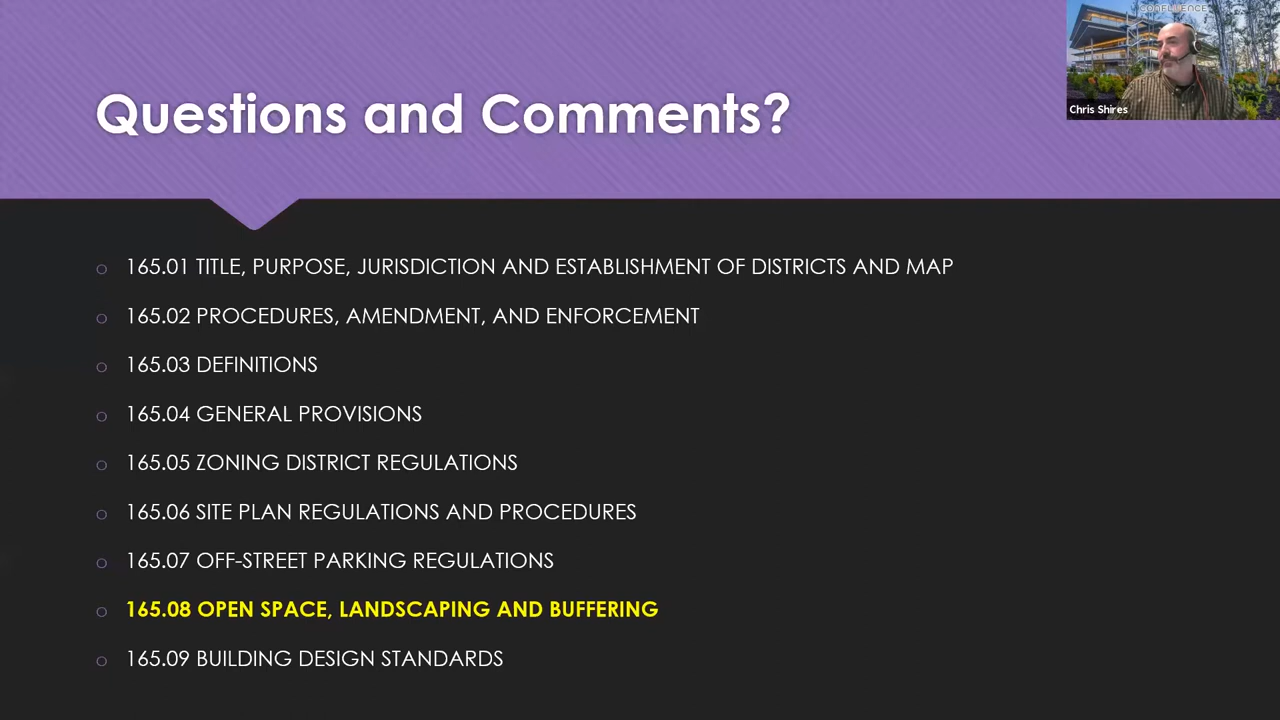 CONFLUENCE
Chris Shires
Questions and Comments?
o 165.01 TITLE, PURPOSE, JURISDICTION AND ESTABLISHMENT OF DISTRICTS AND MAP
o 165.02 PROCEDURES, AMENDMENT, AND ENFORCEMENT
o 165.03 DEFINITIONS
o 165.04 GENERAL PROVISIONS
o 165.05 ZONING DISTRICT REGULATIONS
o 165.06 SITE PLAN REGULATIONS AND PROCEDURES
o 165.07 OFF-STREET PARKING REGULATIONS
o 165.08 OPEN SPACE, LANDSCAPING AND BUFFERING
o 165.09 BUILDING DESIGN STANDARDS